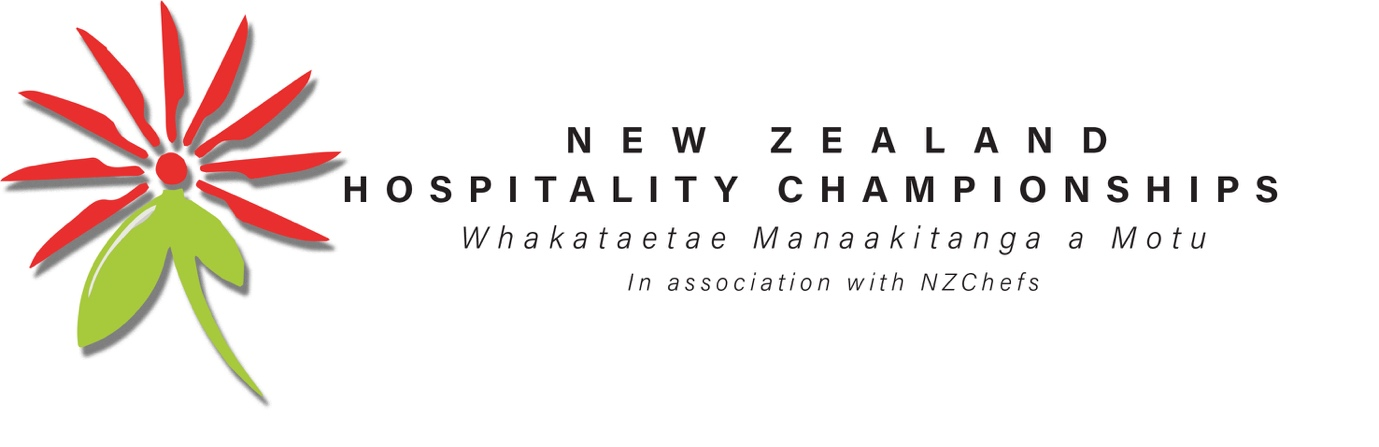 NEW ZEALAND
HOSPITALITY CHAMPIONSHIPS
Whakataetae Manaakitanga a Motu
In association with NZChefs